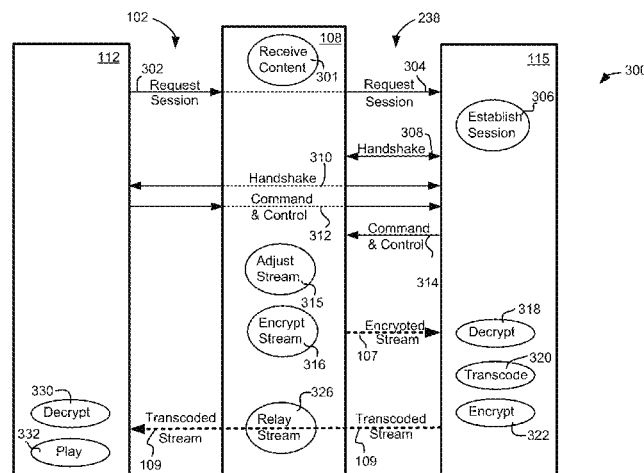 102
108
238
112
115
300
Receive
Content
301
302
Request
Session
304
Request
Session
306
Establish
Session
308
Handshake
310
Handshake
Command
& Control
312
Command
& Control
314
Adjust
Stream
315
Encrypt
Stream
316
Encrypted
Stream
107
318
Decrypt
320
Transcode
Encrypt
322
330
Decrypt
332
Play
Transcoded
Stream
109
326
Relay
Stream
Transcoded
Stream
109